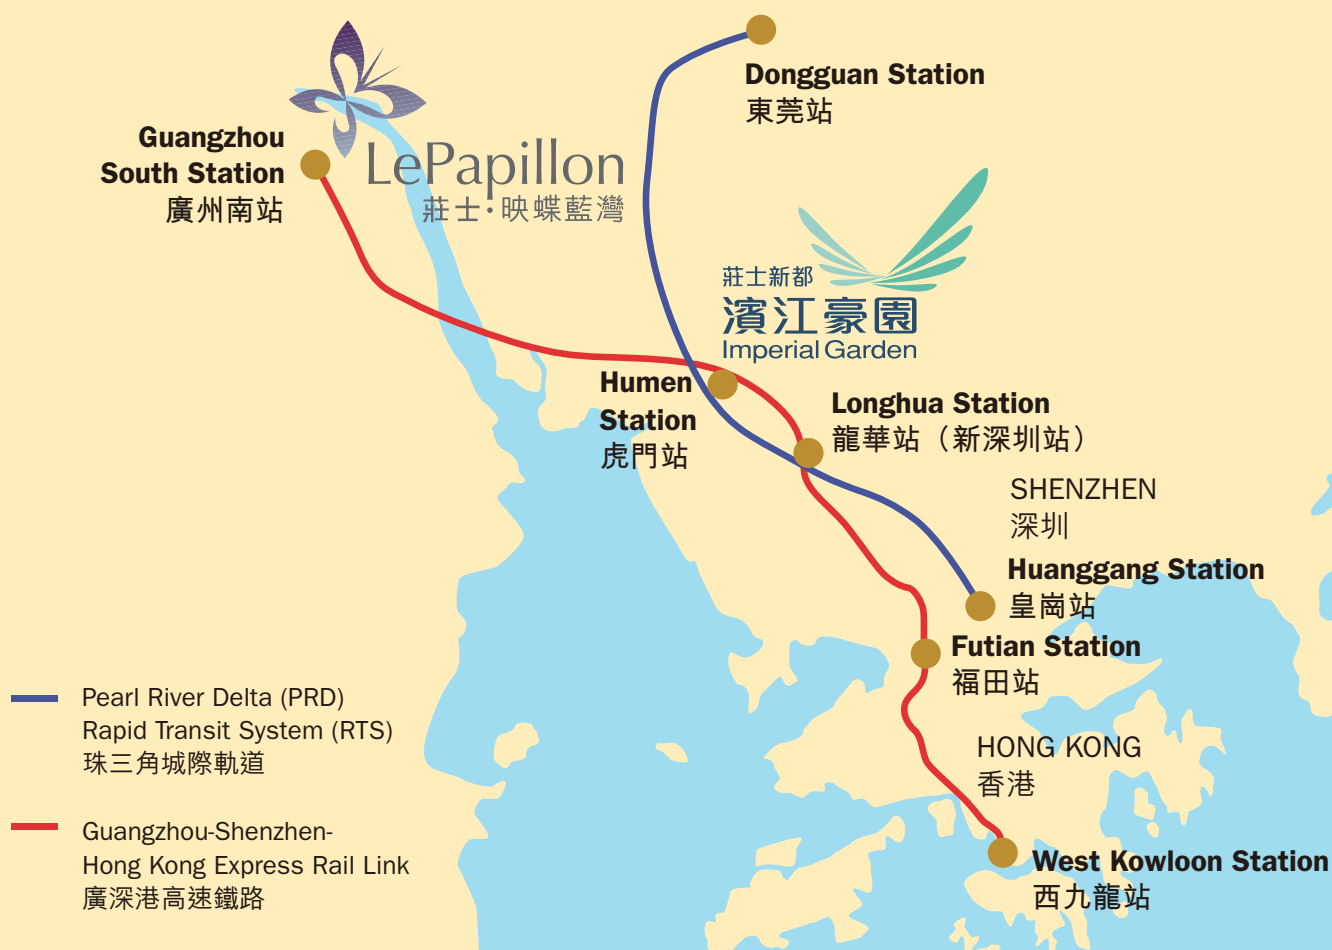 Dongguan Station
東莞站
Guangzhou
South Station
廣州南站
LePapillon
莊士·映蝶藍灣
莊士新都
濱江豪園
Imperial Garden
Humen
Station
虎門站
Longhua Station
龍華站（新深圳站）
SHENZHEN
深圳
Huanggang Station
皇崗站
Futian Station
福田站
HONG KONG
香港
West Kowloon Station
西九龍站
Pearl River Delta (PRD)
Rapid Transit System (RTS)
珠三角城際軌道
Guangzhou-Shenzhen-
Hong Kong Express Rail Link
廣深港高速鐵路